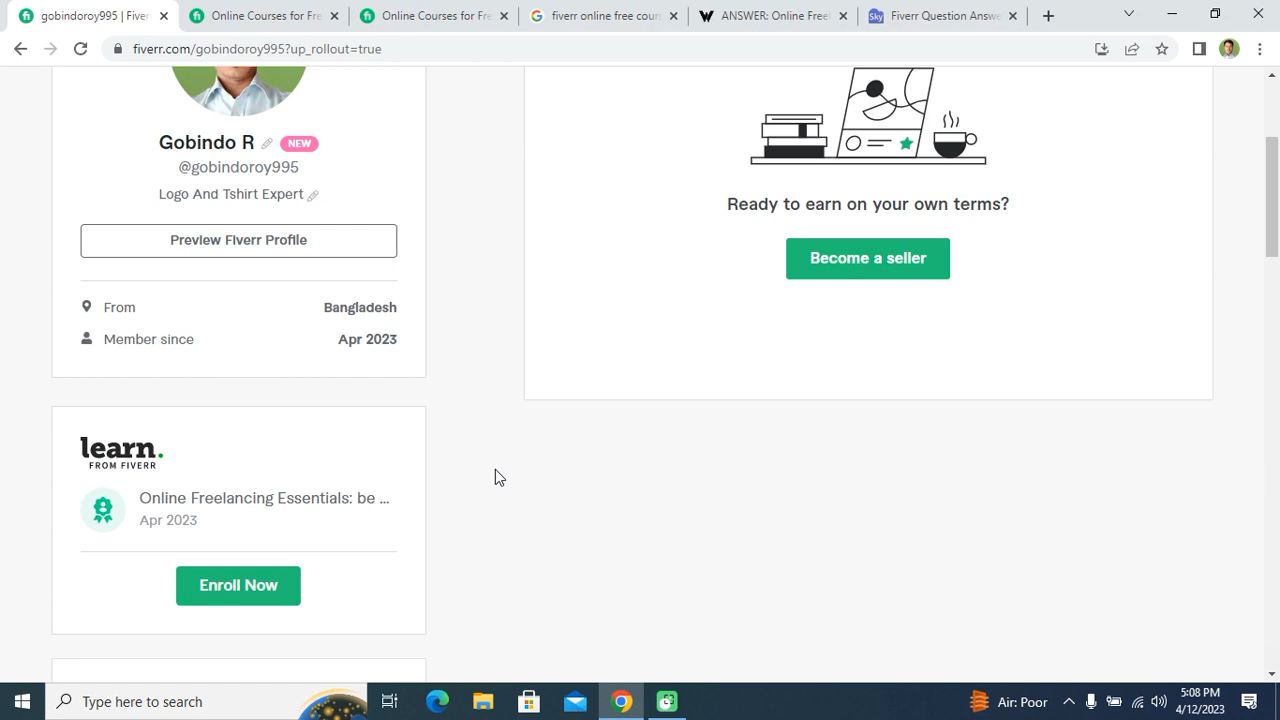 gobindoroy995 | Fiver
Online Courses for Fre
Online Courses for Fre
fiverr online free cour
ANSWER: Online Freel
Fiverr Question Answe
fiverr.com/gobindoroy995?up_rollout=true
Gobindo R NEW
@gobindoroy995
Logo And Tshirt Expert
Preview Fiverr Profile
From Bangladesh
Member since Apr 2023
learn.
FROM FIVERR
Online Freelancing Essentials: be ...
Apr 2023
Enroll Now
Ready to earn on your own terms?
Become a seller
Type here to search
Air: Poor
5:08 PM
4/12/2023